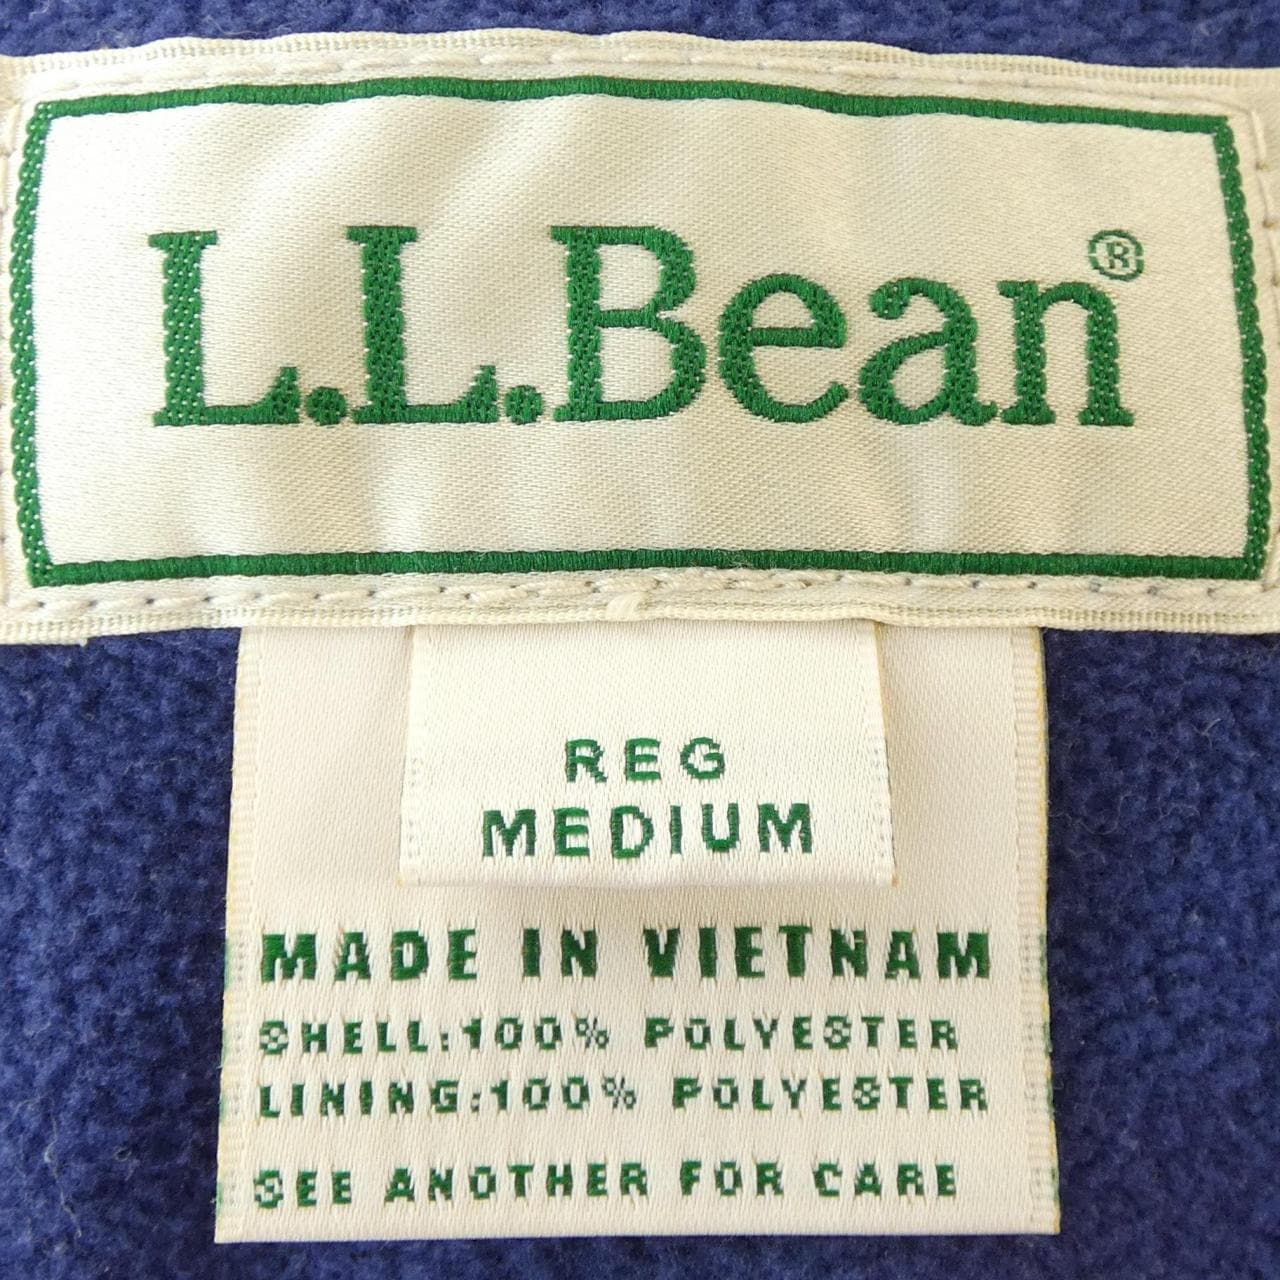 L.L.Bean®
REG
MEDIUM
MADE IN VIETNAM
SHELL:100% POLYESTER
LINING:100% POLYESTER
SEE ANOTHER FOR CARE